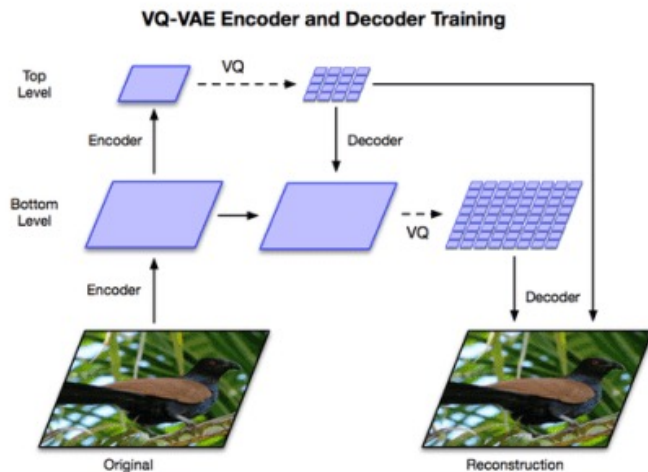 VQ-VAE Encoder and Decoder Training
Top
Level
VQ
Encoder
Decoder
Bottom
Level
VQ
Encoder
Decoder
Original
Reconstruction